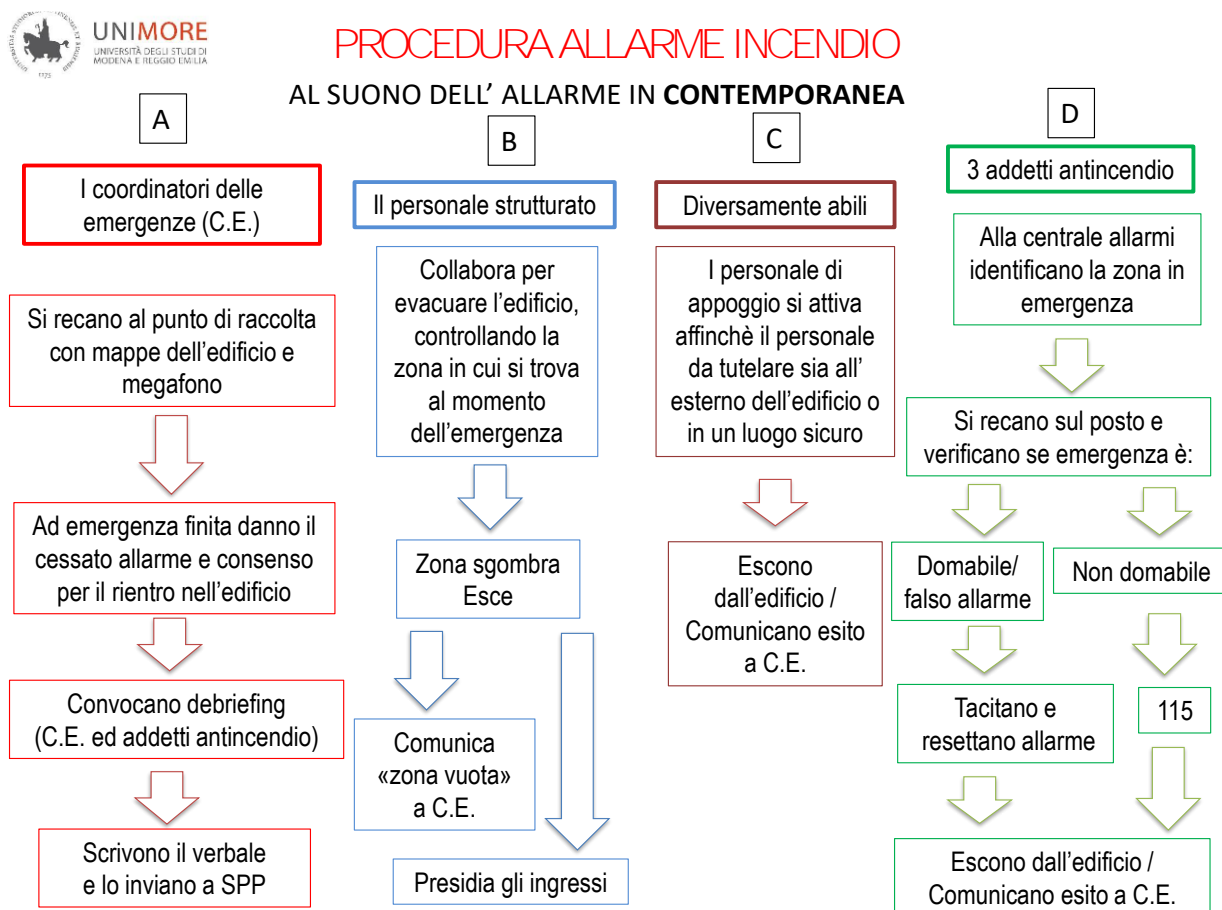 UNIMORE
UNIVERSITÀ DEGLI STUDI DI
MODENA E REGGIO EMILIA
1175
PROCEDURA ALLARME INCENDIO
AL SUONO DELL’ ALLARME IN CONTEMPORANEA
A
I coordinatori delle
emergenze (C.E.)
Si recano al punto di raccolta
con mappe dell’edificio e
megafono
Ad emergenza finita danno il
cessato allarme e consenso
per il rientro nell’edificio
Convocano debriefing
(C.E. ed addetti antincendio)
Scrivono il verbale
e lo inviano a SPP
B
Il personale strutturato
Collabora per
evacuare l’edificio,
controllando la
zona in cui si trova
al momento
dell’emergenza
Zona sgombra
Esce
Comunica
«zona vuota»
a C.E.
Presidia gli ingressi
C
Diversamente abili
I personale di
appoggio si attiva
affinchè il personale
da tutelare sia all’
esterno dell’edificio o
in un luogo sicuro
Escono
dall’edificio /
Comunicano esito
a C.E.
D
3 addetti antincendio
Alla centrale allarmi
identificano la zona in
emergenza
Si recano sul posto e
verificano se emergenza è:
Domabile/
falso allarme
Non domabile
Tacitano e
resettano allarme
115
Escono dall’edificio /
Comunicano esito a C.E.